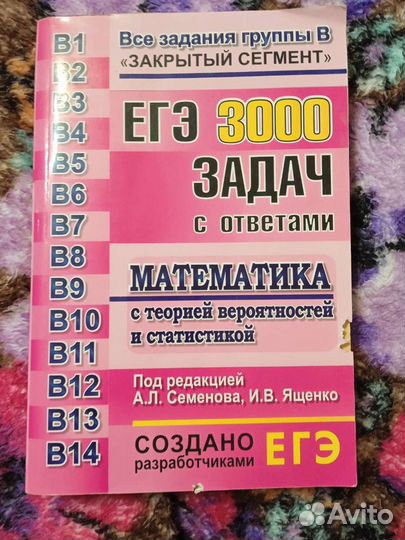 В1
В2
В3
В4
В5
В6
В7
В8
В9
В10
В11
В12
В13
В14
Все задания группы В
«ЗАКРЫТЫЙ СЕГМЕНТ»
ЕГЭ 3000
ЗАДАЧ
с ответами
МАТЕМАТИКА
с теорией вероятностей
и статистикой
Под редакцией
А.Л. Семенова, И.В. Ященко
СОЗДАНО
разработчиками ЕГЭ
Avito